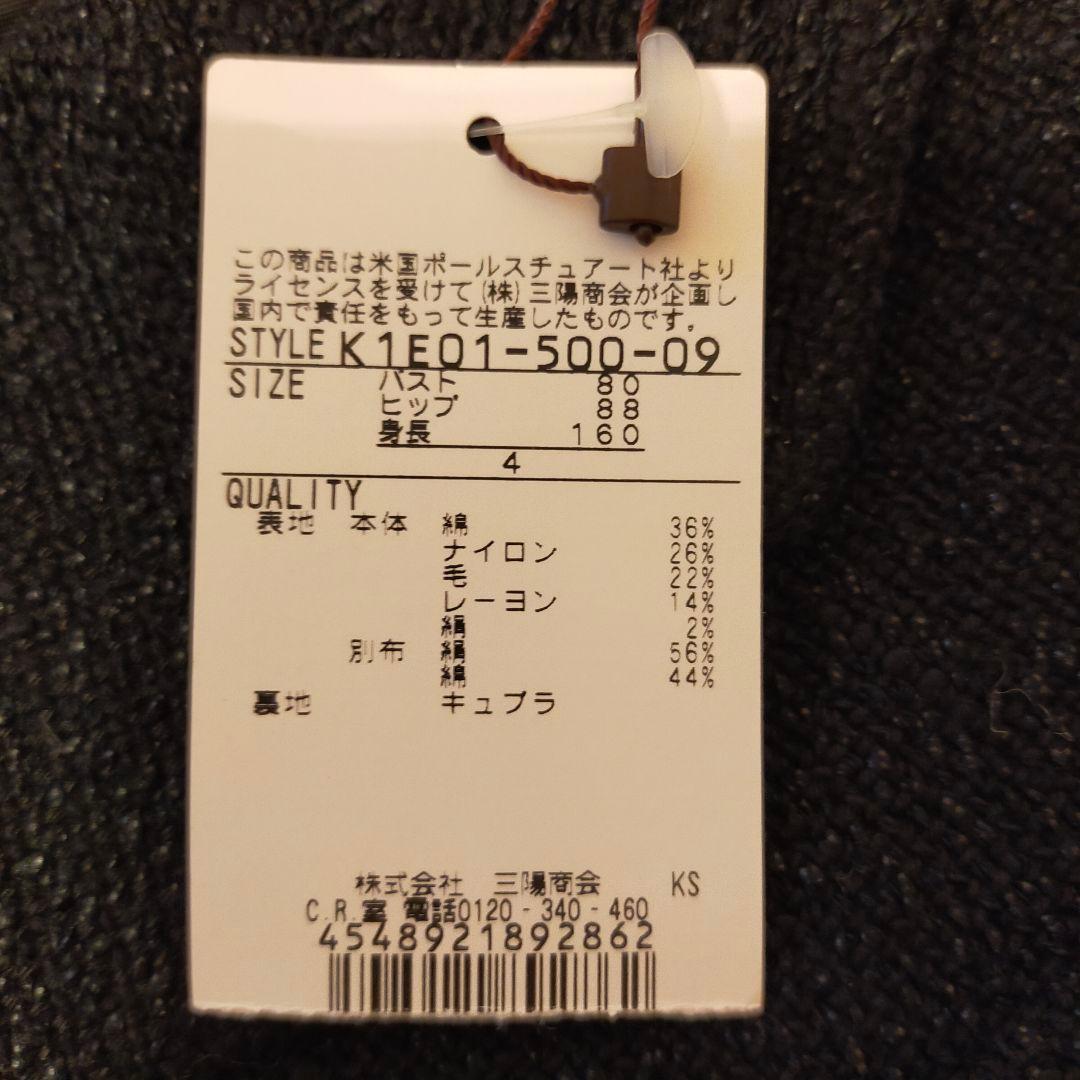 この商品は米国ポールスチュアート社より
ライセンスを受けて(株)三陽商会が企画し
国内で責任をもって生産したものです。
STYLE K1E01-500-09
SIZE バスト 80
ヒップ 88
身長 160
4
QUALITY
表地 本体 綿 36%
ナイロン 26%
毛 22%
レーヨン 14%
絹 2%
別布 絹 56%
綿 44%
裏地 キュプラ
株式会社 三陽商会 KS
C.R.室 電話0120-340-460
4548921892862